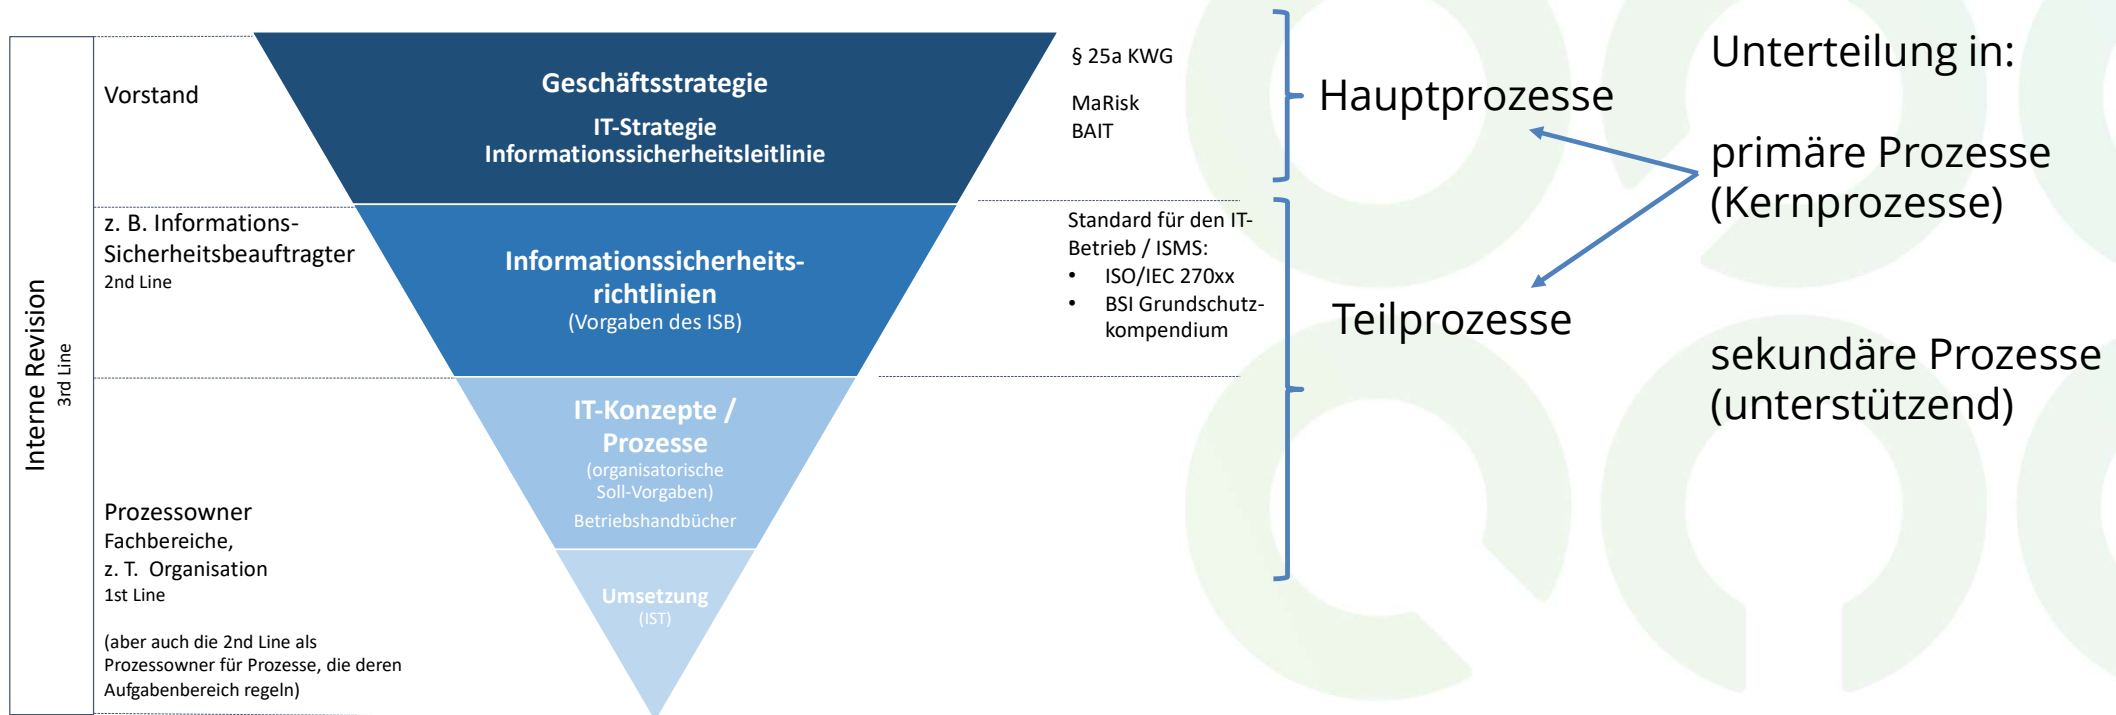 Interne Revision
3rd Line
Vorstand
z. B. Informations-
Sicherheitsbeauftragter
2nd Line
Prozessowner
Fachbereiche,
z. T. Organisation
1st Line
(aber auch die 2nd Line als
Prozessowner für Prozesse, die deren
Aufgabenbereich regeln)
Geschäftsstrategie
IT-Strategie
Informationssicherheitsleitlinie
Informationssicherheits-
richtlinien
(Vorgaben des ISB)
IT-Konzepte /
Prozesse
(organisatorische
Soll-Vorgaben)
Betriebshandbücher
Umsetzung
(IST)
§ 25a KWG
MaRisk
BAIT
Standard für den IT-
Betrieb / ISMS:
• ISO/IEC 270xx
• BSI Grundschutz-
kompendium
Hauptprozesse
Teilprozesse
Unterteilung in:
primäre Prozesse
(Kernprozesse)
sekundäre Prozesse
(unterstützend)